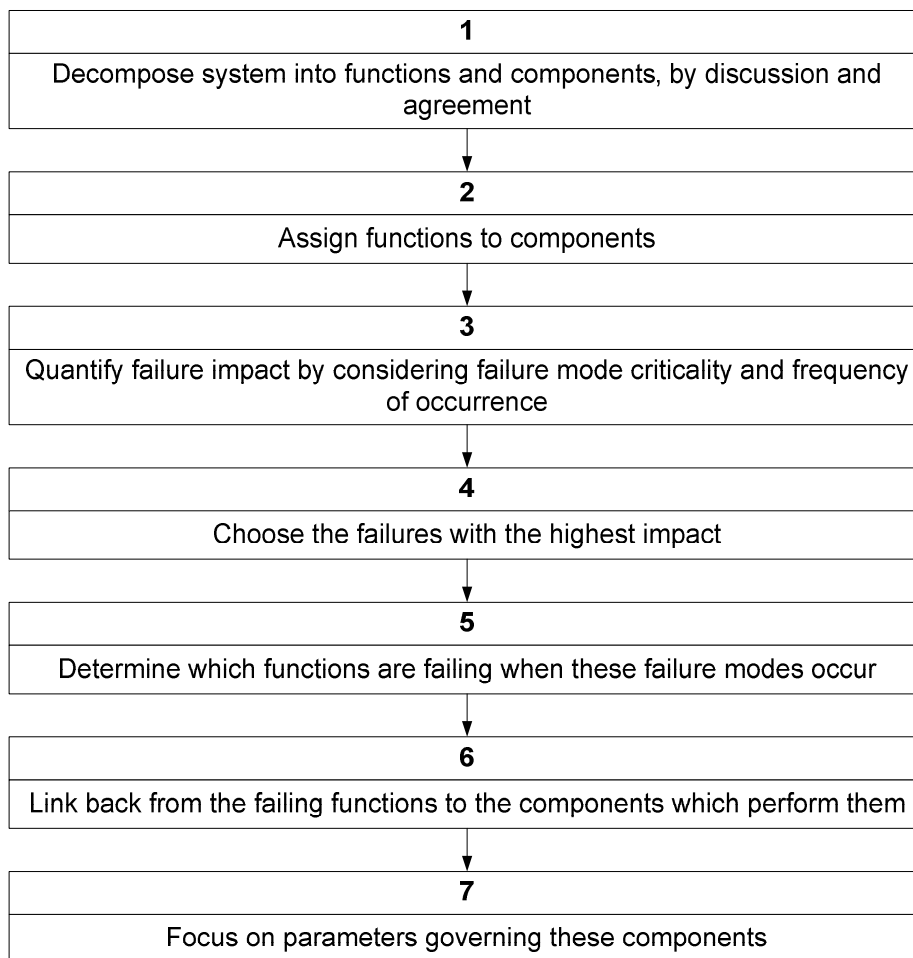 1
Decompose system into functions and components, by discussion and
agreement
2
Assign functions to components
3
Quantify failure impact by considering failure mode criticality and frequency
of occurrence
4
Choose the failures with the highest impact
5
Determine which functions are failing when these failure modes occur
6
Link back from the failing functions to the components which perform them
7
Focus on parameters governing these components